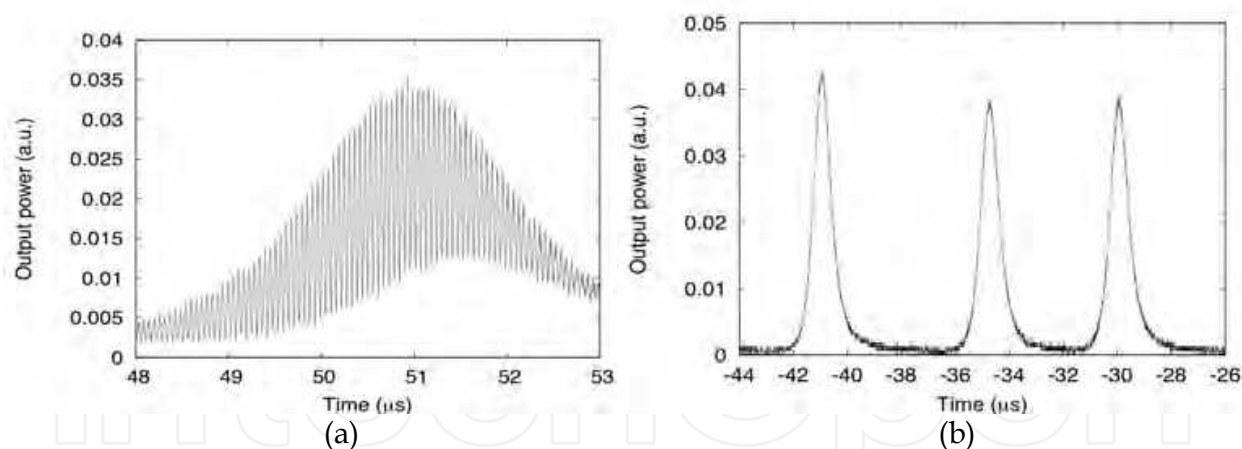 0.04
0.035
0.03
0.025
0.02
0.015
0.01
0.005
0
Output power (a.u.)
48 49 50 51 52 53
Time (μs)
(a)
0.05
0.04
0.03
0.02
0.01
0
Output power (a.u.)
-44 -41 -40 -38 -36 -34 -32 -30 -28 -26
Time (μs)
(b)
intechopen